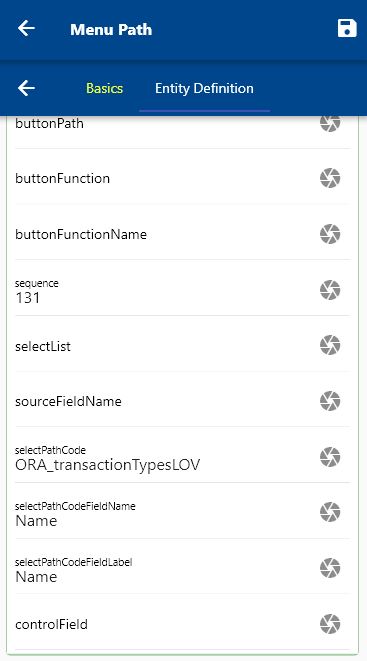 Menu Path
Basics
Entity Definition
buttonPath
buttonFunction
buttonFunctionName
sequence
131
selectList
sourceFieldName
selectPathCode
ORA_transactionTypesLOV
selectPathCodeFieldName
Name
selectPathCodeFieldLabel
Name
controlField